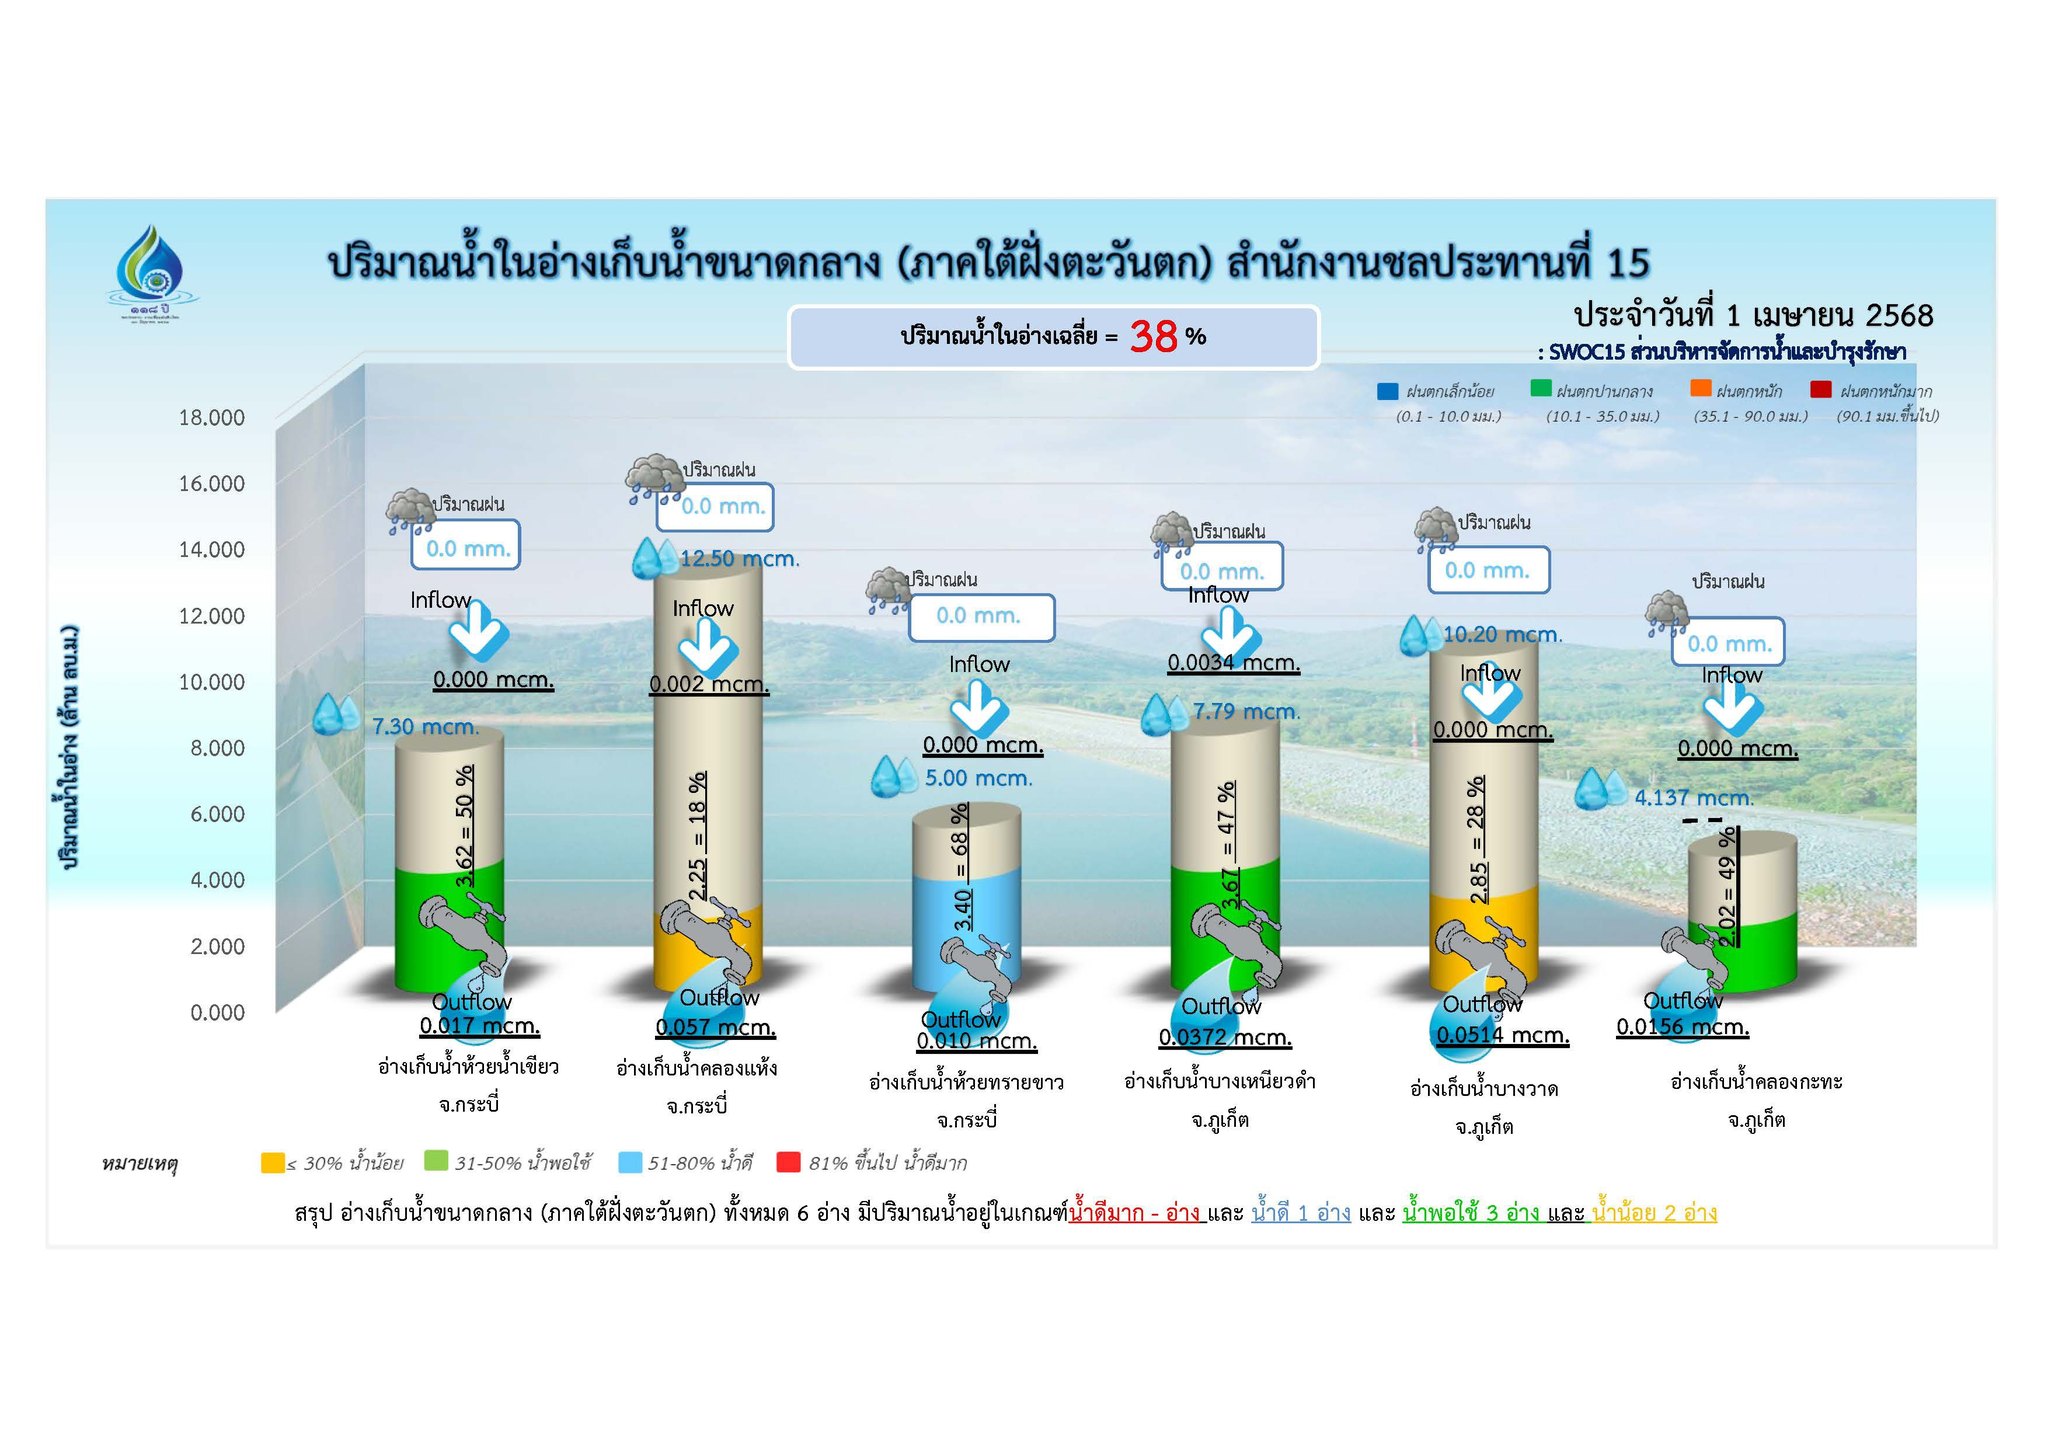 ปริมาณน้ำในอ่างเก็บน้ำขนาดกลาง (ภาคใต้ฝั่งตะวันตก) สำนักงานชลประทานที่ 15
๑๑๘ ปี
ปริมาณน้ำในอ่างเฉลี่ย = 38 %
ประจำวันที่ 1 เมษายน 2568
: SWOC15 ส่วนบริหารจัดการน้ำและบำรุงรักษา
ฝนตกเล็กน้อย (0.1 - 10.0 มม.)
ฝนตกปานกลาง (10.1 - 35.0 มม.)
ฝนตกหนัก (35.1 - 90.0 มม.)
ฝนตกหนักมาก (90.1 มม.ขึ้นไป)
ปริมาณน้ำในอ่าง (ล้าน ลบ.ม.)
18.000
16.000
14.000
12.000
10.000
8.000
6.000
4.000
2.000
0.000
ปริมาณฝน
0.0 mm.
Inflow
0.000 mcm.
7.30 mcm.
3.62 = 50 %
Outflow
0.017 mcm.
อ่างเก็บน้ำห้วยน้ำเขียว
จ.กระบี่
ปริมาณฝน
0.0 mm.
12.50 mcm.
Inflow
0.002 mcm.
2.25 = 18 %
Outflow
0.057 mcm.
อ่างเก็บน้ำคลองแห้ง
จ.กระบี่
ปริมาณฝน
0.0 mm.
Inflow
0.000 mcm.
5.00 mcm.
3.40 = 68 %
Outflow
0.010 mcm.
อ่างเก็บน้ำห้วยทรายขาว
จ.กระบี่
ปริมาณฝน
0.0 mm.
Inflow
0.0034 mcm.
7.79 mcm.
3.67 = 47 %
Outflow
0.0372 mcm.
อ่างเก็บน้ำบางเหนียวดำ
จ.ภูเก็ต
ปริมาณฝน
0.0 mm.
10.20 mcm.
Inflow
0.000 mcm.
2.85 = 28 %
Outflow
0.0514 mcm.
อ่างเก็บน้ำบางวาด
จ.ภูเก็ต
ปริมาณฝน
0.0 mm.
Inflow
0.000 mcm.
4.137 mcm.
2.02 = 49 %
Outflow
0.0156 mcm.
อ่างเก็บน้ำคลองกะทะ
จ.ภูเก็ต
หมายเหตุ ≤ 30% น้ำน้อย 31-50% น้ำพอใช้ 51-80% น้ำดี 81% ขึ้นไป น้ำดีมาก
สรุป อ่างเก็บน้ำขนาดกลาง (ภาคใต้ฝั่งตะวันตก) ทั้งหมด 6 อ่าง มีปริมาณน้ำอยู่ในเกณฑ์น้ำดีมาก - อ่าง และ น้ำดี 1 อ่าง และ น้ำพอใช้ 3 อ่าง และ น้ำน้อย 2 อ่าง